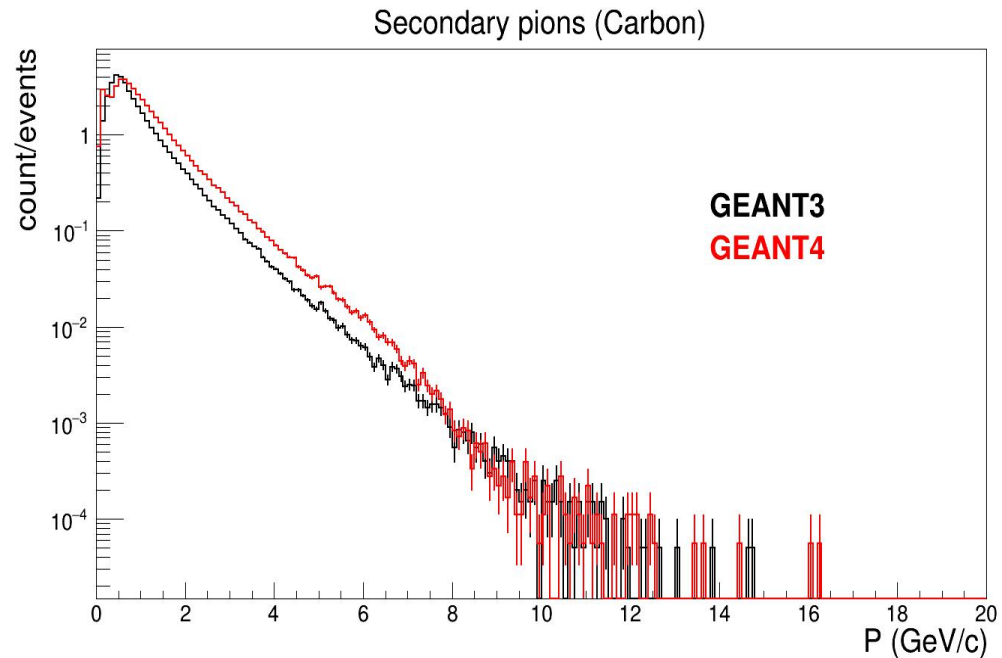 Secondary pions (Carbon)
count/events
1
10⁻¹
10⁻²
10⁻³
10⁻⁴
GEANT3
GEANT4
0 2 4 6 8 10 12 14 16 18 20
P (GeV/c)